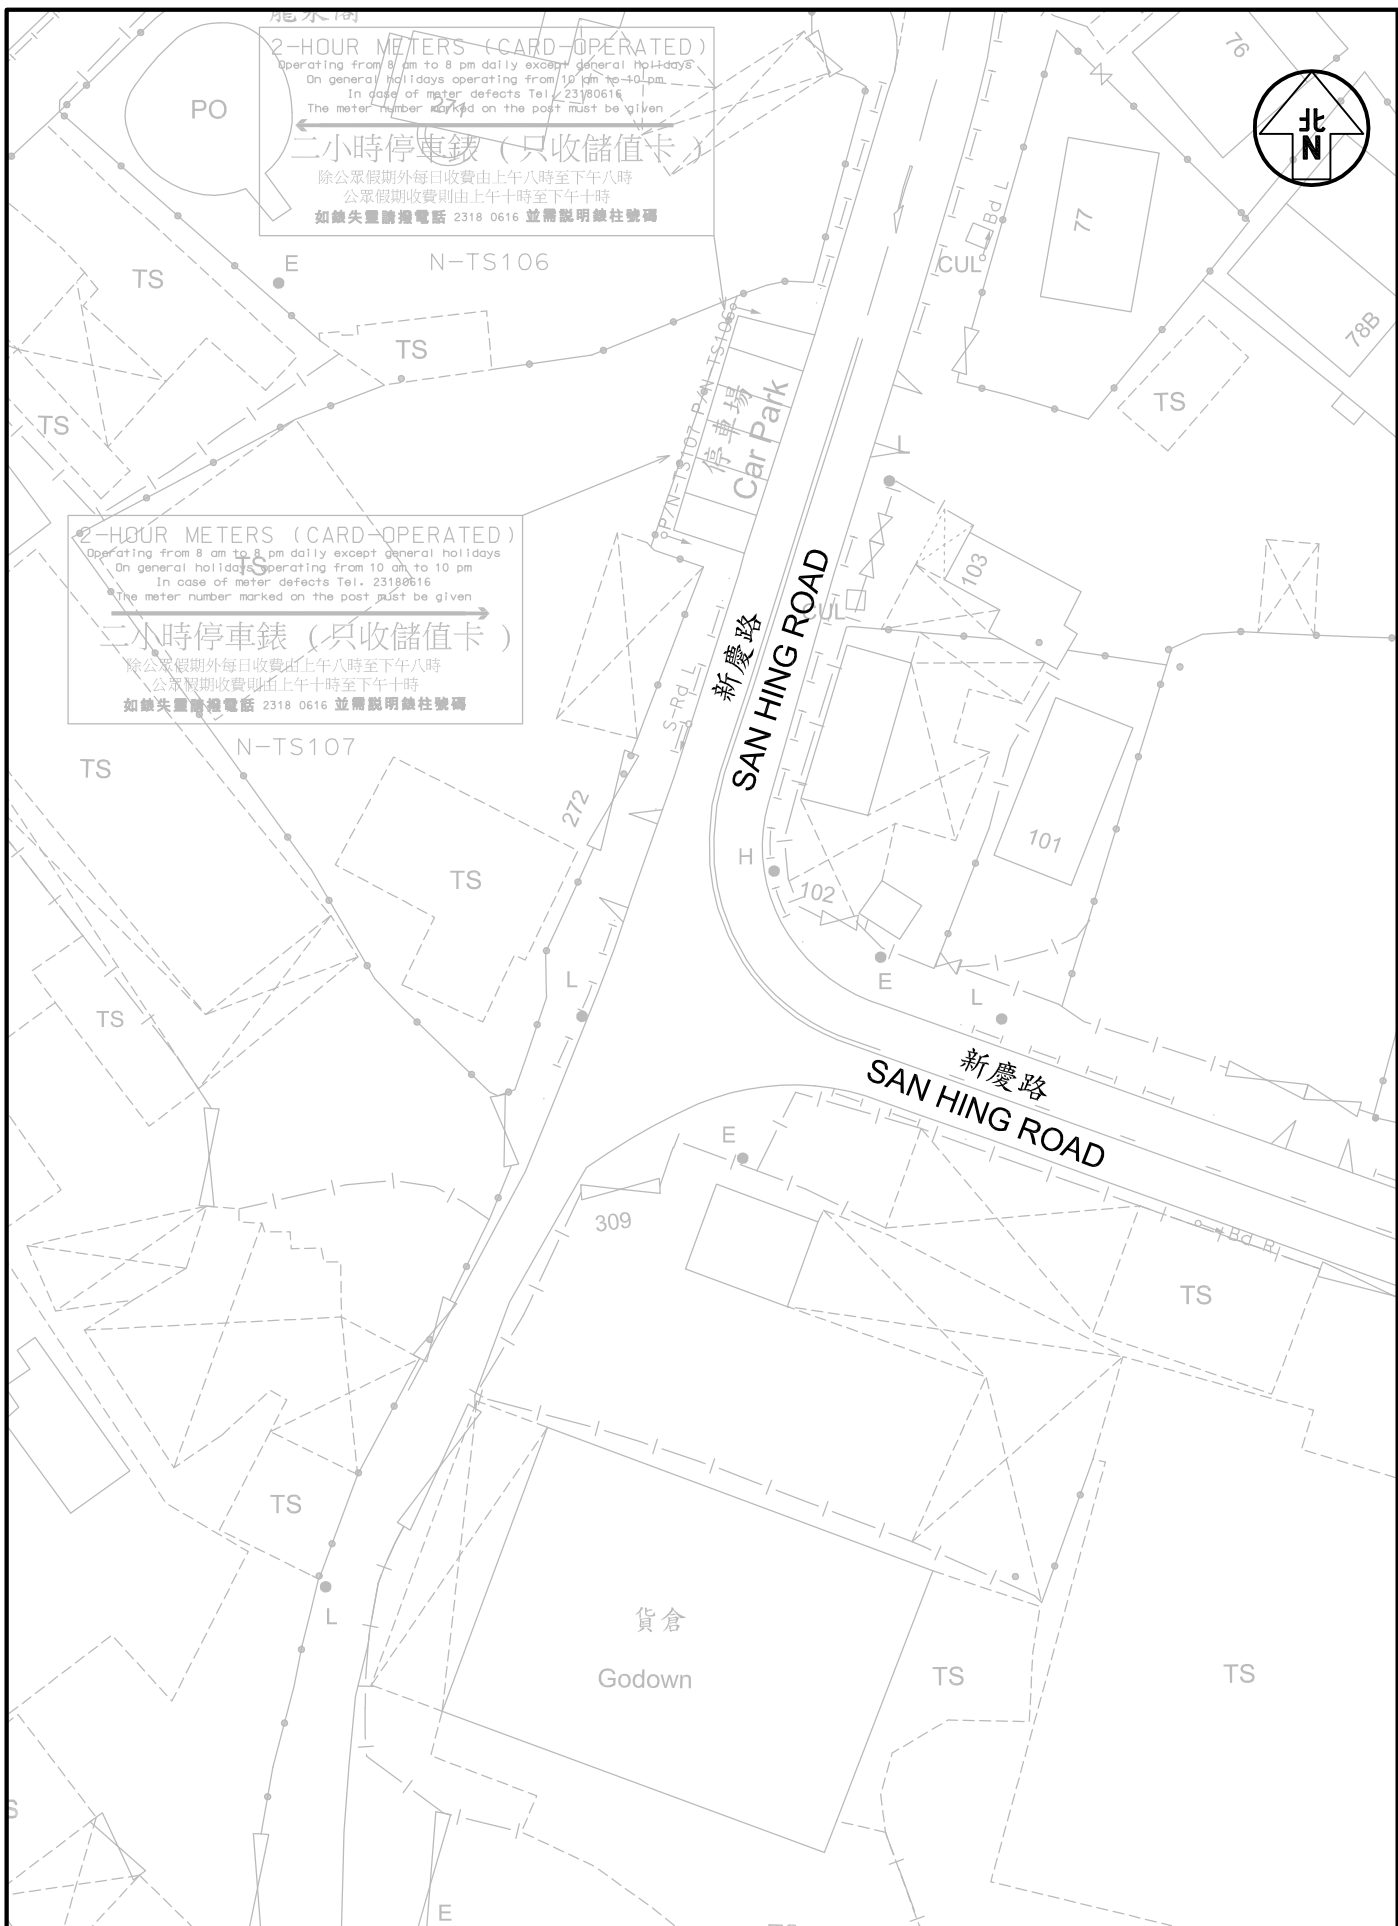 2-HOUR METERS (CARD-OPERATED)
Operating from 8 am to 8 pm daily except general holidays
On general holidays operating from 10 am to 10 pm
In case of meter defects Tel. 23180616
The meter number marked on the post must be given
二小時停車錶 ( 只收儲值卡 )
除公眾假期外每日收費由上午八時至下午八時
公眾假期收費則由上午十時至下午十時
如錶失靈請撥電話 2318 0616 並需説明錶柱號碼
N-TS106
PO
271
76
北
N
77
Bd L
CUL
78B
E
TS
TS
TS
TS
P/N-TS107 P/N TS106
停車場
Car Park
L
2-HOUR METERS (CARD-OPERATED)
Operating from 8 am to 8 pm daily except general holidays
On general holidays operating from 10 am to 10 pm
In case of meter defects Tel. 23180616
The meter number marked on the post must be given
二小時停車錶 ( 只收儲值卡 )
除公眾假期外每日收費由上午八時至下午八時
公眾假期收費則由上午十時至下午十時
如錶失靈請撥電話 2318 0616 並需説明錶柱號碼
N-TS107
TS
103
CUL
新慶路
SAN HING ROAD
S-Rd L
TS
272
101
H
TS
102
L
E
L
TS
新慶路
SAN HING ROAD
E
309
Bd R
TS
TS
L
貨倉
Godown
TS
TS
E